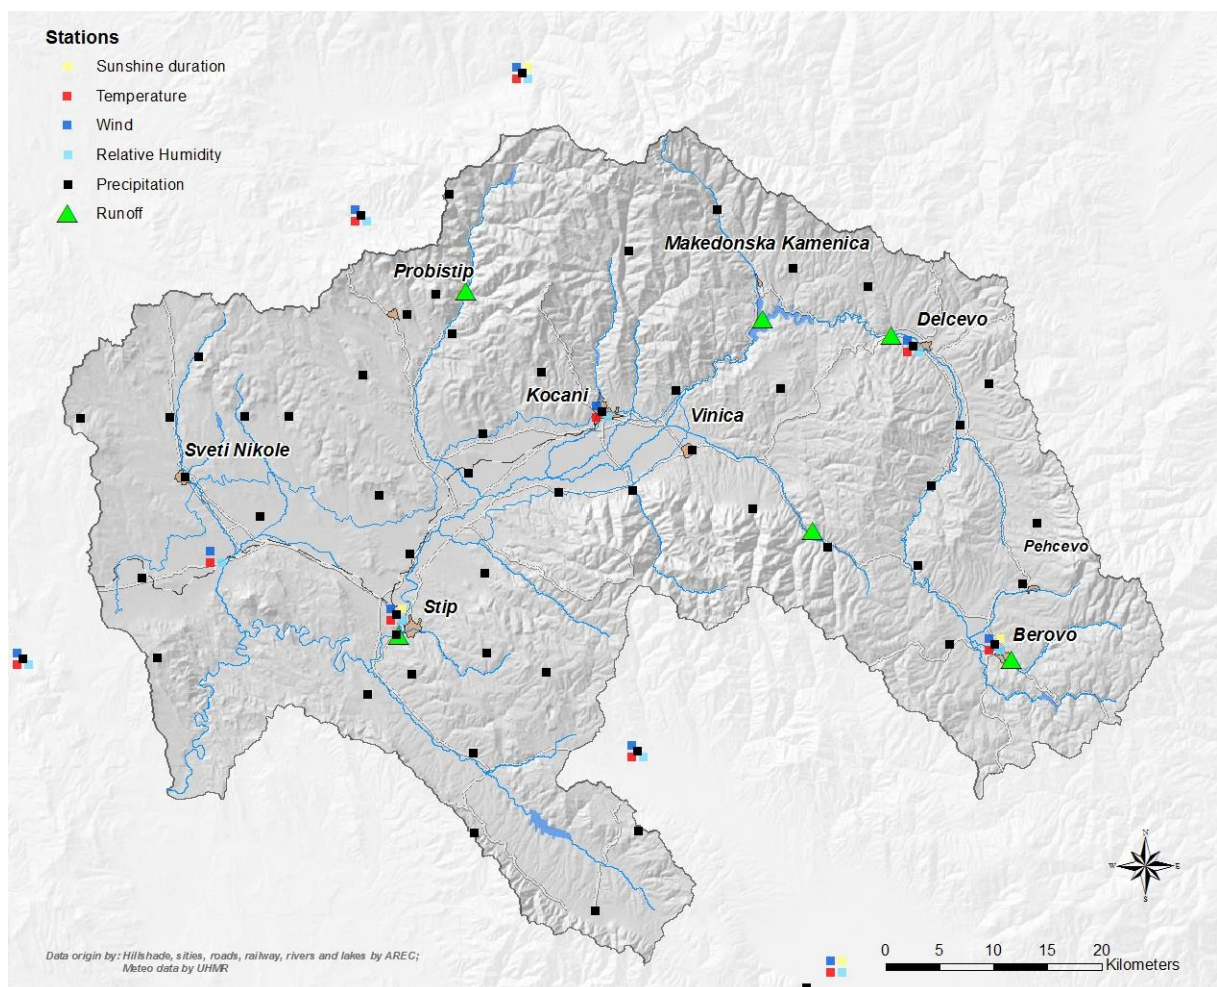 Stations
Sunshine duration
Temperature
Wind
Relative Humidity
Precipitation
Runoff
Makedonska Kamenica
Probistip
Delcevo
Kocani
Vinica
Sveti Nikole
Pehcevo
Stip
Berovo
N
W E
S
Data origin by: Hillshade, sities, roads, railway, rivers and lakes by AREC;
Meteo data by UHMR
0 5 10 15 20
Kilometers